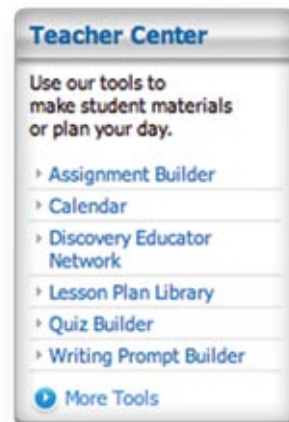 Teacher Center
Use our tools to
make student materials
or plan your day.
Assignment Builder
Calendar
Discovery Educator
Network
Lesson Plan Library
Quiz Builder
Writing Prompt Builder
More Tools